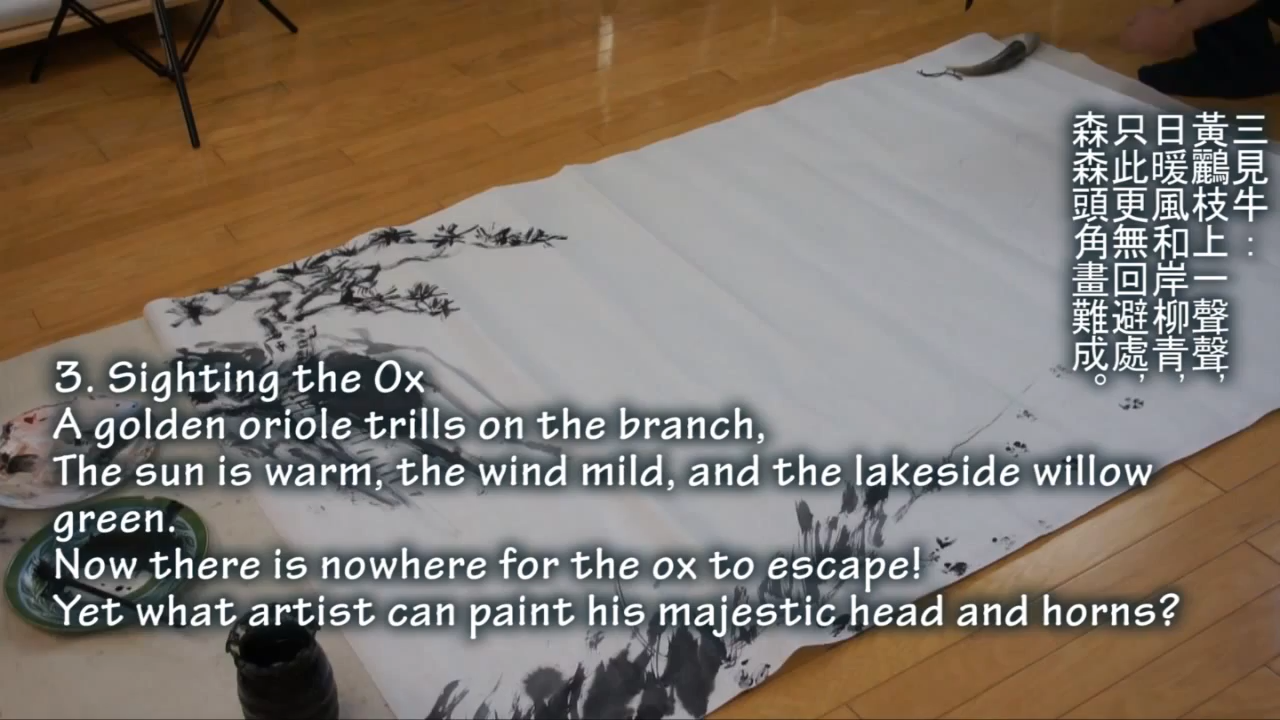 三見牛：
黃鸝枝上一聲聲，
日暖風和岸柳青，
只此更無回避處，
森森頭角畫難成。
3. Sighting the Ox
A golden oriole trills on the branch,
The sun is warm, the wind mild, and the lakeside willow
green.
Now there is nowhere for the ox to escape!
Yet what artist can paint his majestic head and horns?